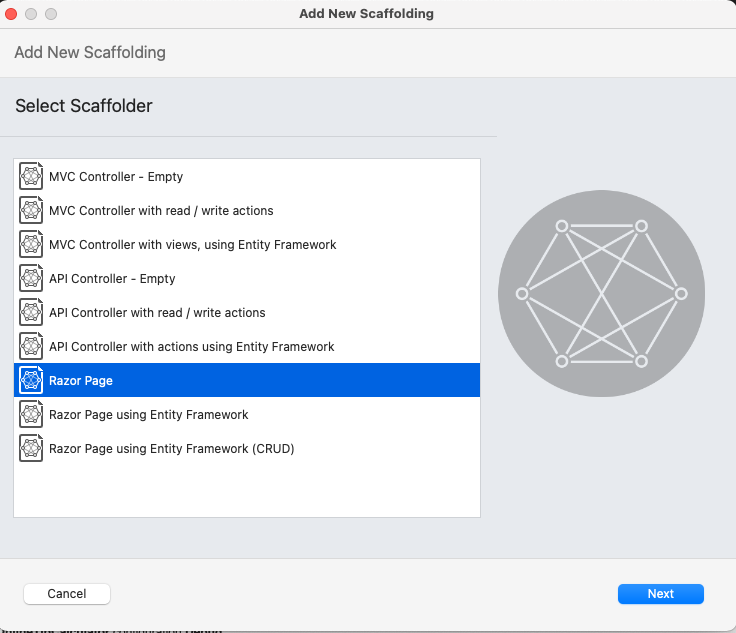 Add New Scaffolding
Add New Scaffolding
Select Scaffolder
MVC Controller - Empty
MVC Controller with read / write actions
MVC Controller with views, using Entity Framework
API Controller - Empty
API Controller with read / write actions
API Controller with actions using Entity Framework
Razor Page
Razor Page using Entity Framework
Razor Page using Entity Framework (CRUD)
Cancel
Next